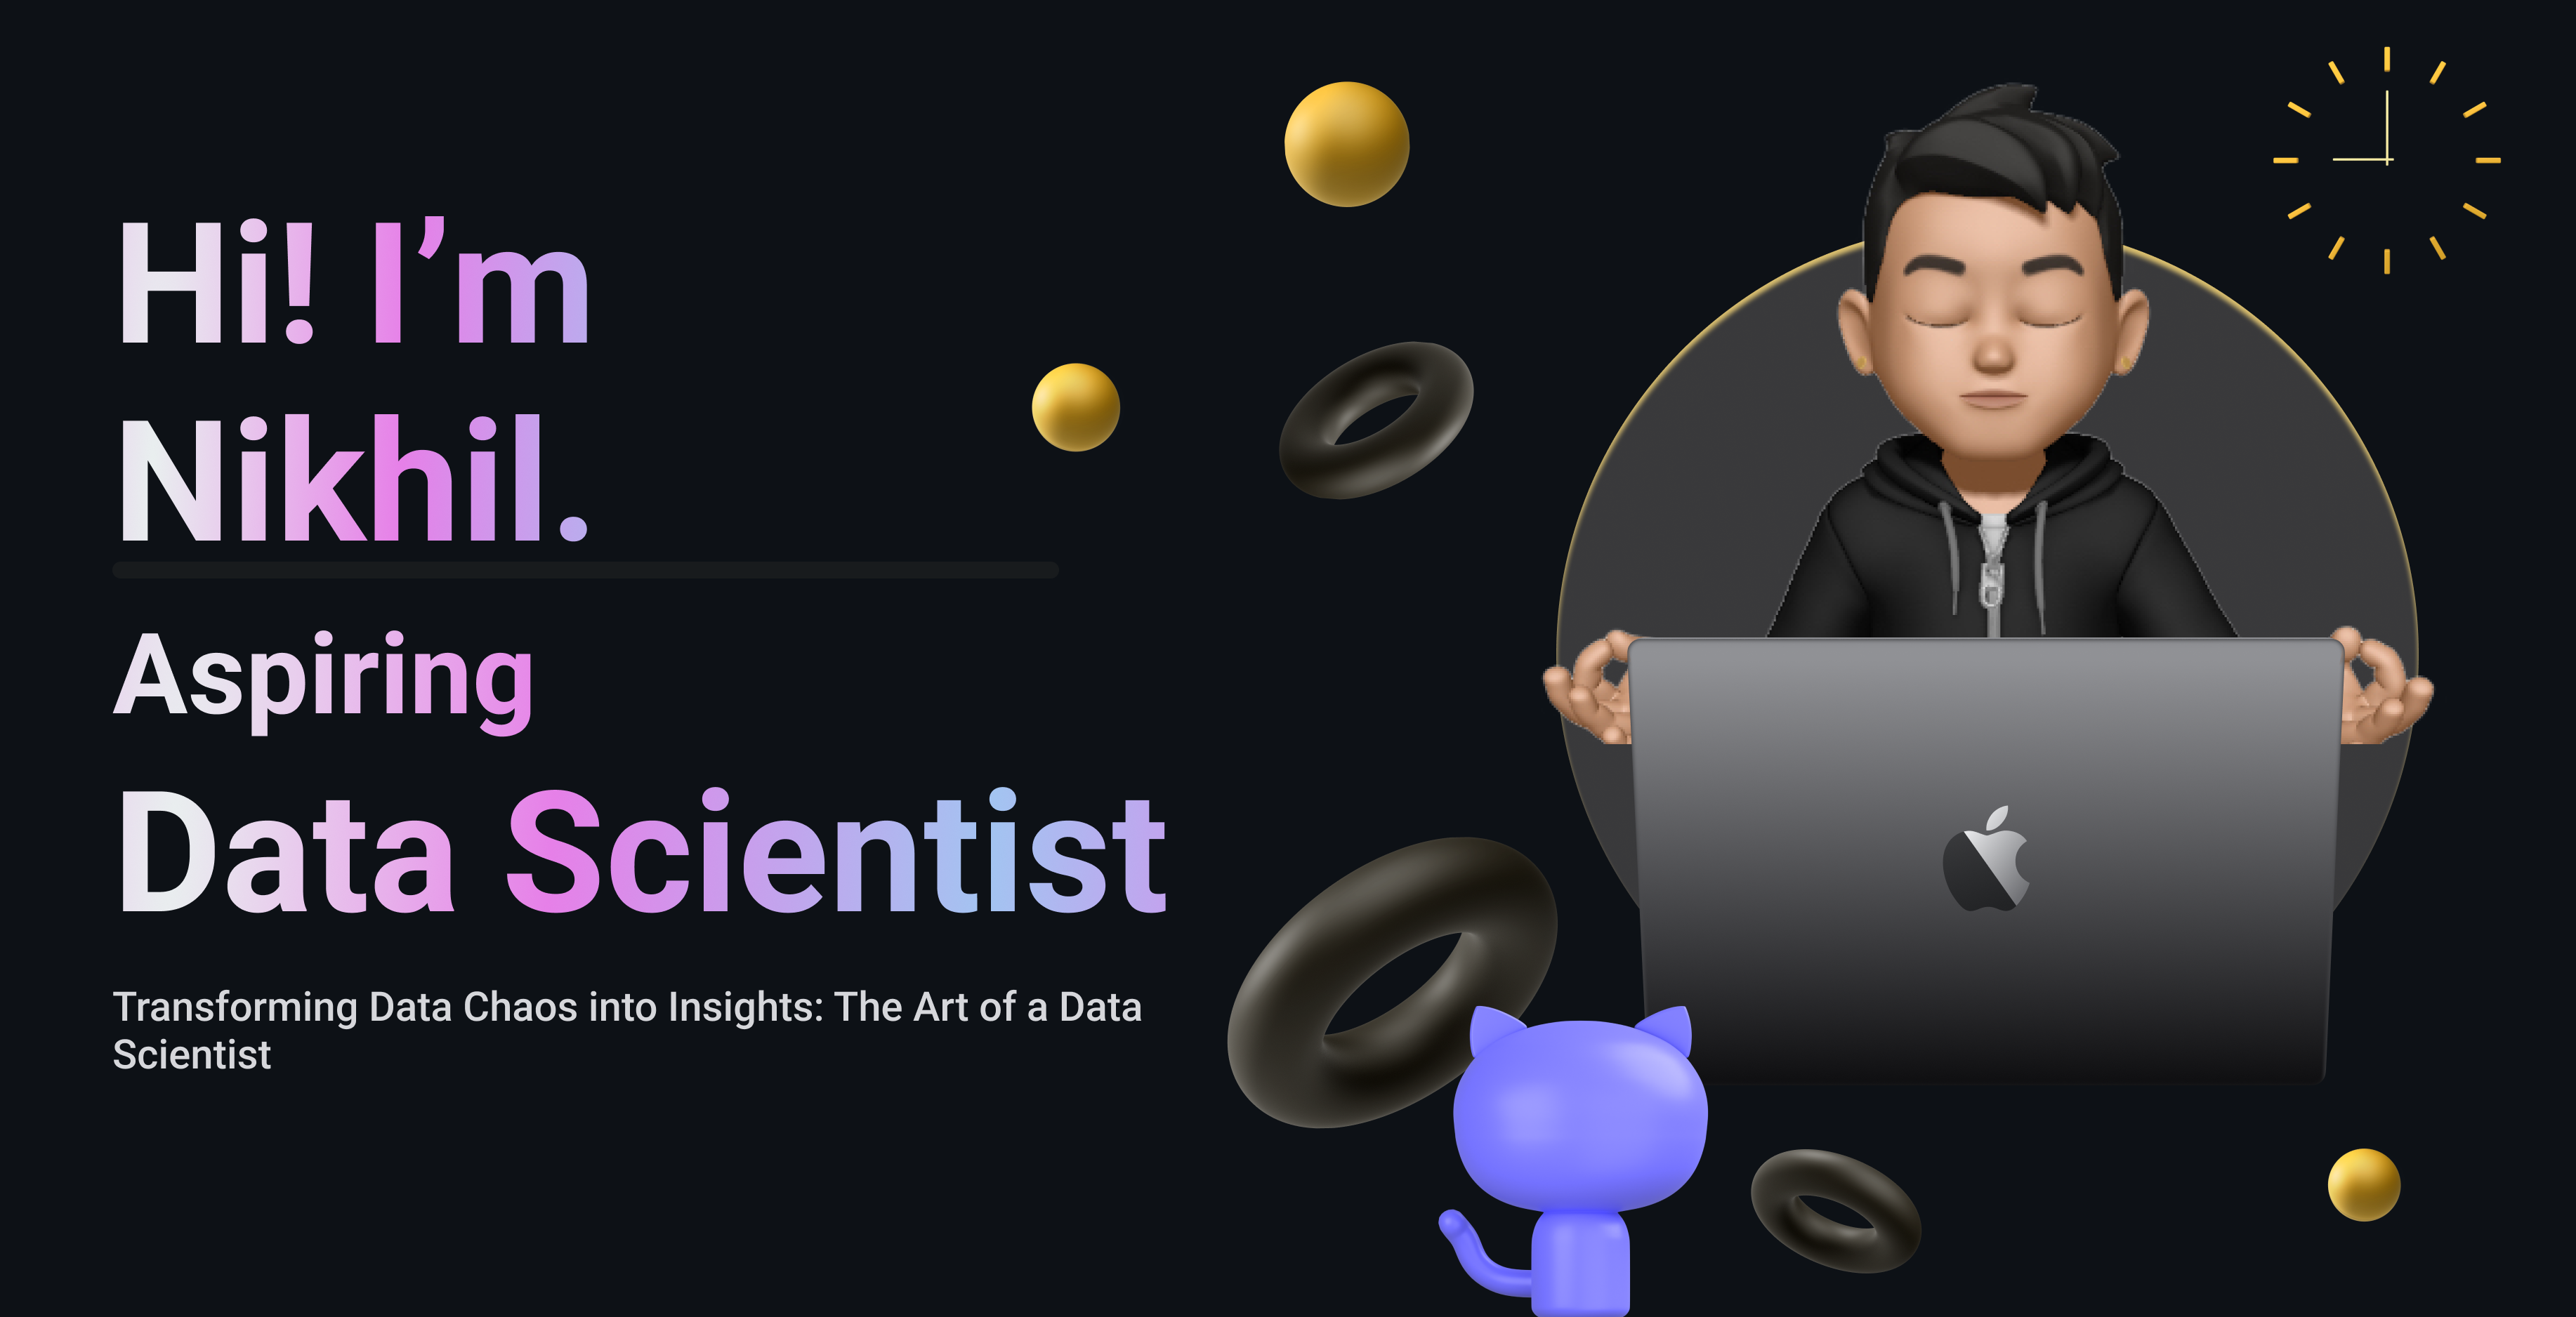 Hi! I’m
Nikhil.
Aspiring
Data Scientist
Transforming Data Chaos into Insights: The Art of a Data
Scientist